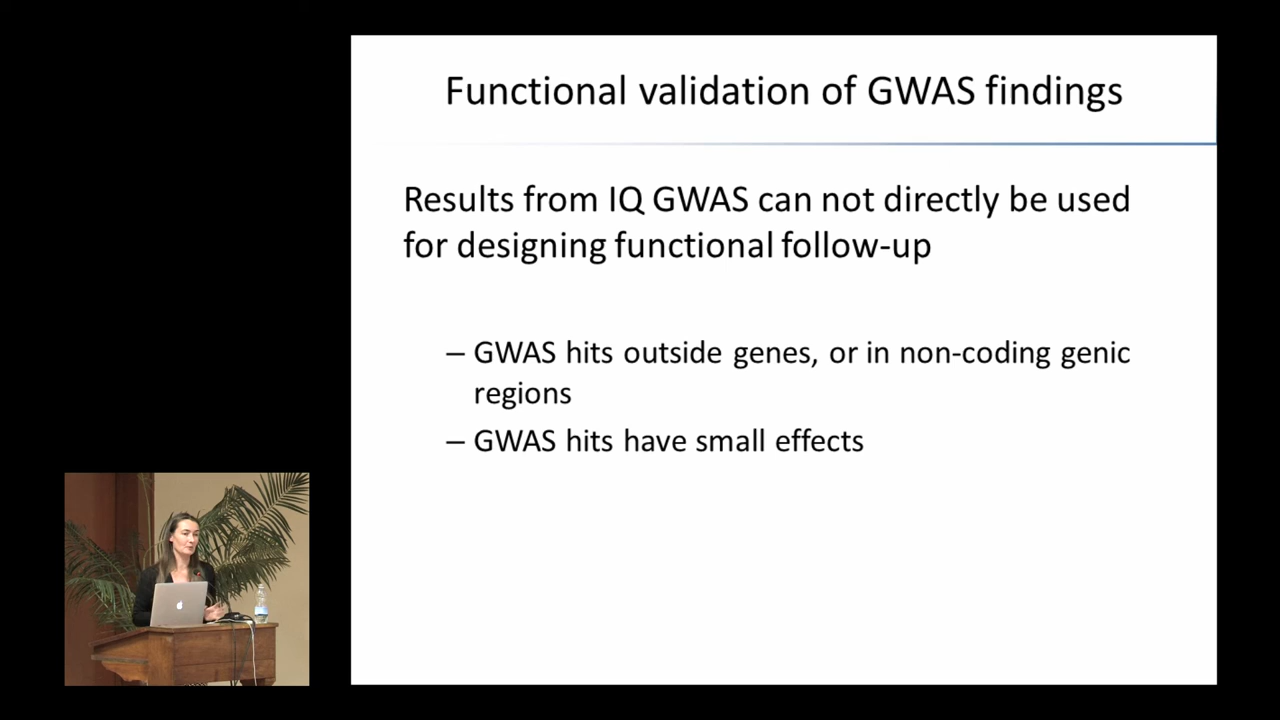 Functional validation of GWAS findings
Results from IQ GWAS can not directly be used
for designing functional follow-up
– GWAS hits outside genes, or in non-coding genic
regions
– GWAS hits have small effects